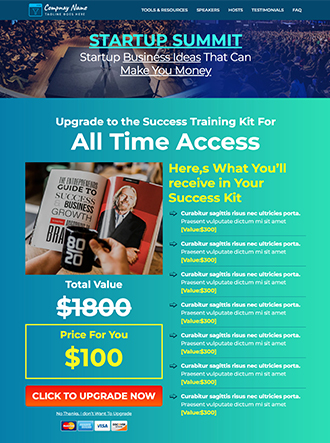 Compnay Name
TAGLINE GOES HERE
TOOLS & RESOURCES SPEAKERS HOSTS TESTIMONIALS FAQ
STARTUP SUMMIT
Startup Business Ideas That Can
Make You Money
Upgrade to the Success Training Kit For
All Time Access
THE ENTREPRENEURS
GUIDE TO
SUCCESS
BUSINESS
GROWTH
BRA
80
20
Total Value
$1800
Price For You
$100
CLICK TO UPGRADE NOW
No Thanks, I don't Want To Upgrade
VISA
DISCOVER
Here,s What You'll
receive in Your
Success Kit
Curabitur sagittis risus nec ultricies porta.
Praesent vulputate dictum mi sit amet
[Value:$300]
Curabitur sagittis risus nec ultricies porta.
Praesent vulputate dictum mi sit amet
[Value:$300]
Curabitur sagittis risus nec ultricies porta.
Praesent vulputate dictum mi sit amet
[Value:$300]
Curabitur sagittis risus nec ultricies porta.
Praesent vulputate dictum mi sit amet
[Value:$300]
Curabitur sagittis risus nec ultricies porta.
Praesent vulputate dictum mi sit amet
[Value:$300]
Curabitur sagittis risus nec ultricies porta.
Praesent vulputate dictum mi sit amet
[Value:$300]
Curabitur sagittis risus nec ultricies porta.
Praesent vulputate dictum mi sit amet
[Value:$300]